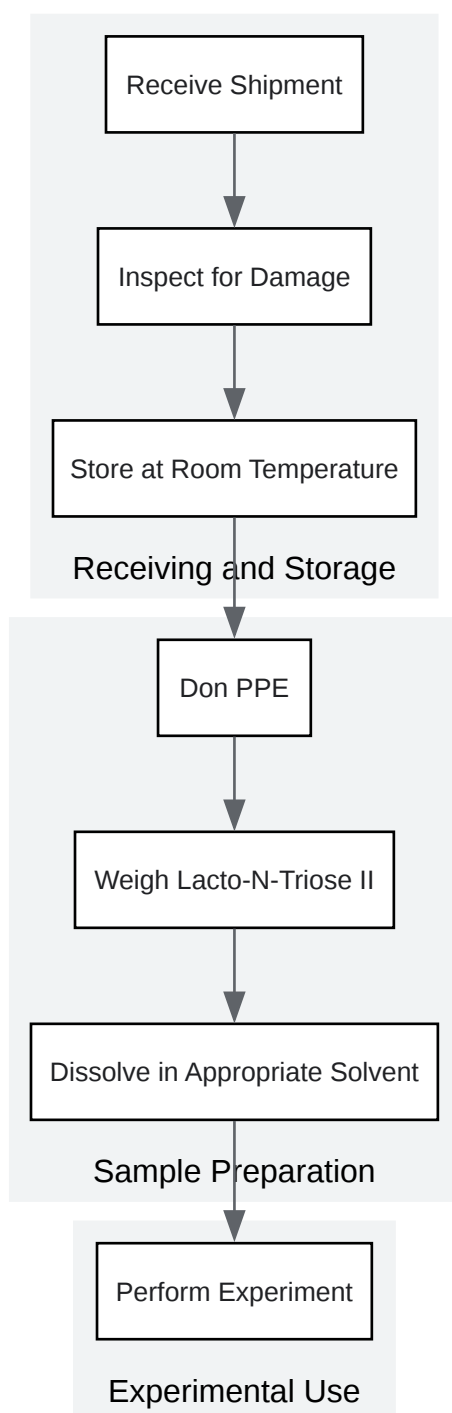 Receive Shipment
Inspect for Damage
Store at Room Temperature
Receiving and Storage
Don PPE
Weigh Lacto-N-Triose II
Dissolve in Appropriate Solvent
Sample Preparation
Perform Experiment
Experimental Use